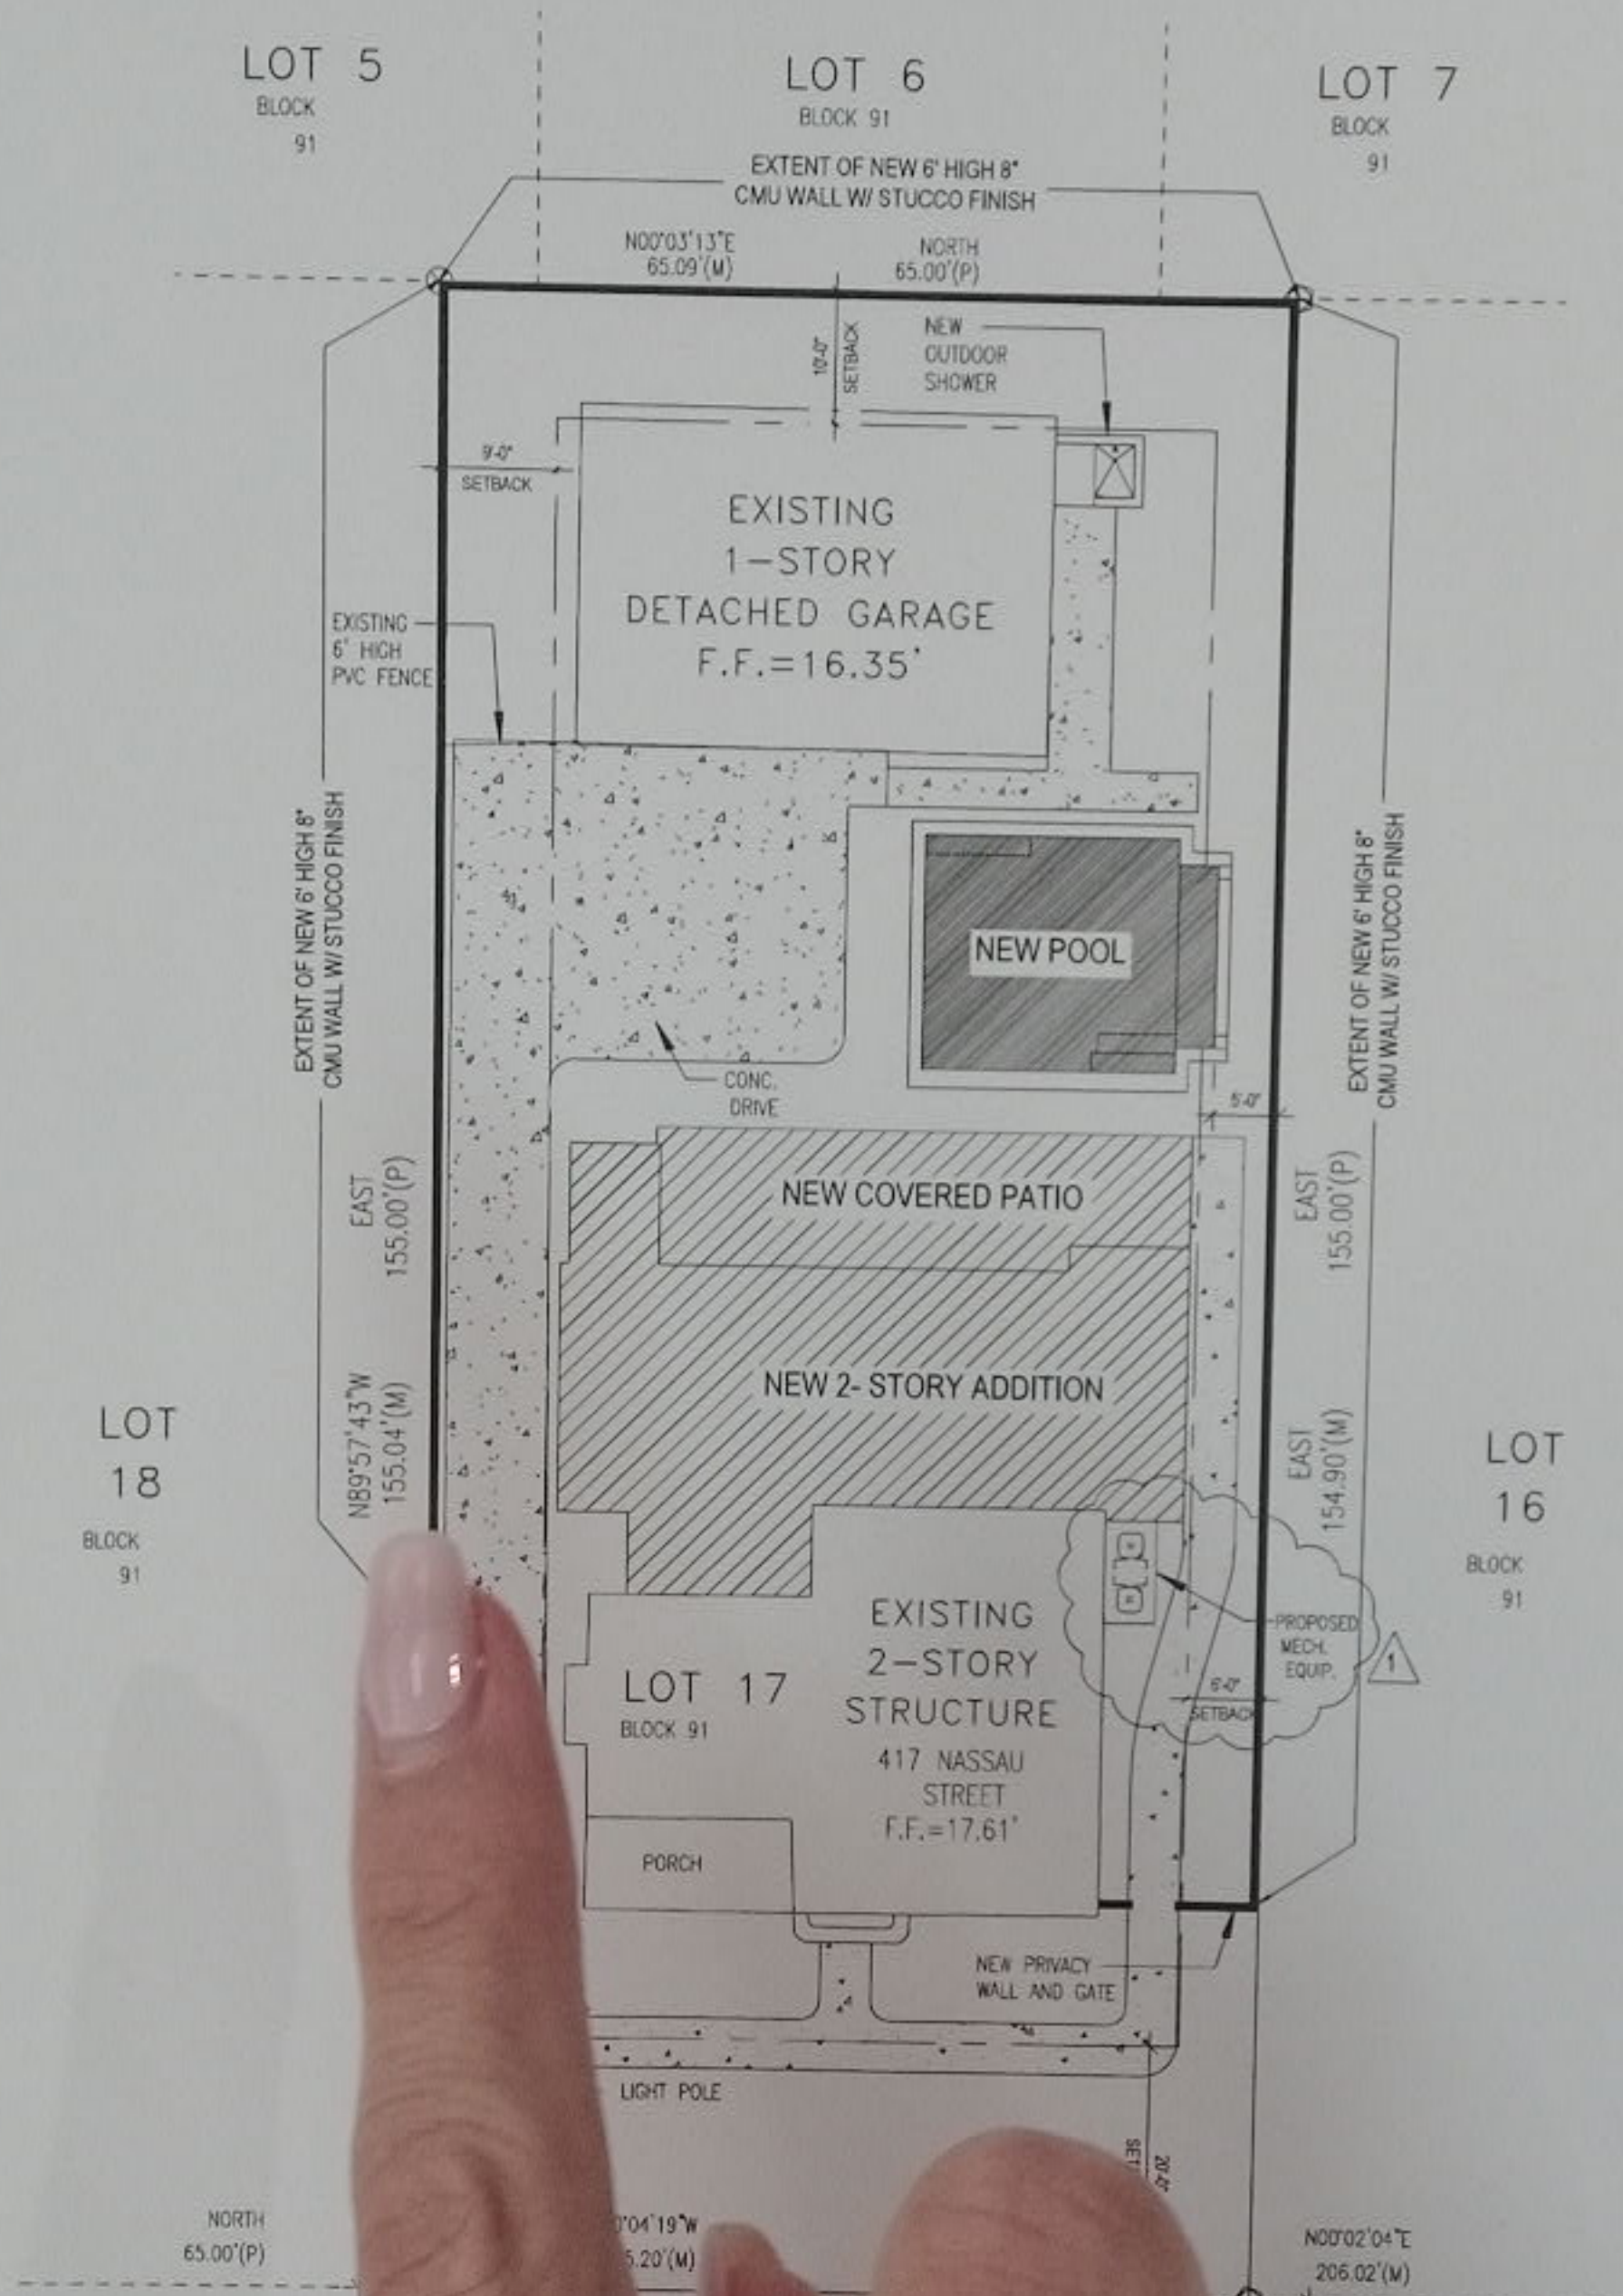 LOT 5
BLOCK
91
LOT 6
BLOCK 91
LOT 7
BLOCK
91
EXTENT OF NEW 6' HIGH 8"
CMU WALL W/ STUCCO FINISH
N00°03'13"E
65.09'(M)
NORTH
65.00'(P)
10'-0"
SETBACK
NEW
OUTDOOR
SHOWER
9'-0"
SETBACK
EXISTING
1-STORY
DETACHED GARAGE
F.F.=16.35'
EXISTING
6' HIGH
PVC FENCE
EXTENT OF NEW 6' HIGH 8"
CMU WALL W/ STUCCO FINISH
NEW POOL
EXTENT OF NEW 6' HIGH 8"
CMU WALL W/ STUCCO FINISH
CONC.
DRIVE
5'-0"
EAST
155.00'(P)
NEW COVERED PATIO
EAST
155.00'(P)
N89°57'43"W
155.04'(M)
NEW 2- STORY ADDITION
EAST
154.90'(M)
LOT
18
BLOCK
91
LOT
16
BLOCK
91
PROPOSED
MECH.
EQUIP.
1
6'-0"
SETBACK
LOT 17
BLOCK 91
EXISTING
2-STORY
STRUCTURE
417 NASSAU
STREET
F.F.=17.61'
PORCH
NEW PRIVACY
WALL AND GATE
LIGHT POLE
20'-0"
NORTH
65.00'(P)
04'19"W
5.20'(M)
N00°02'04"E
206.02'(M)